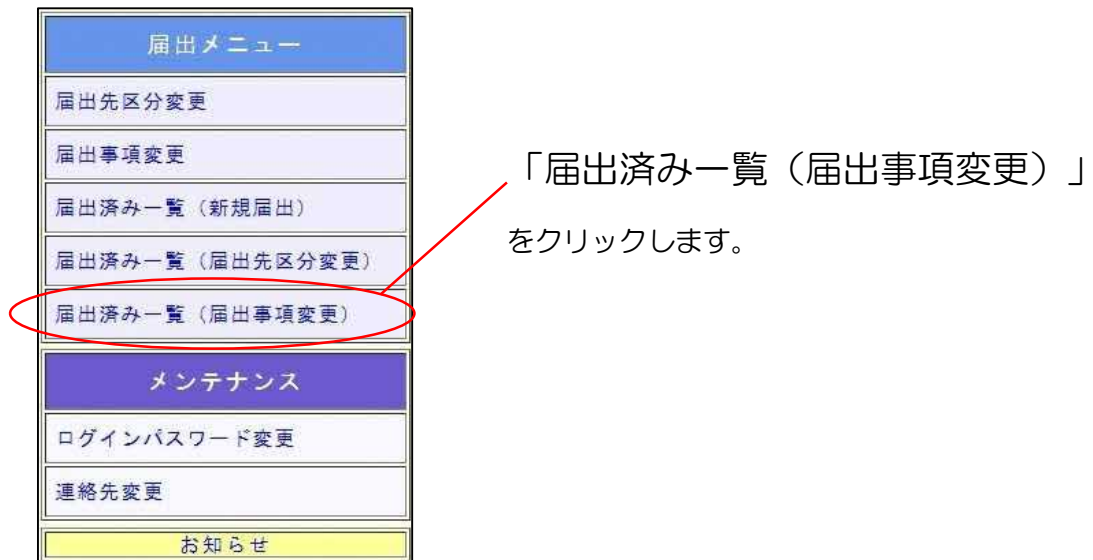 届出メニュー
届出先区分変更
届出事項変更
届出済み一覧（新規届出）
届出済み一覧（届出先区分変更）
届出済み一覧（届出事項変更）
メンテナンス
ログインパスワード変更
連絡先変更
お知らせ
「届出済み一覧（届出事項変更）」
をクリックします。